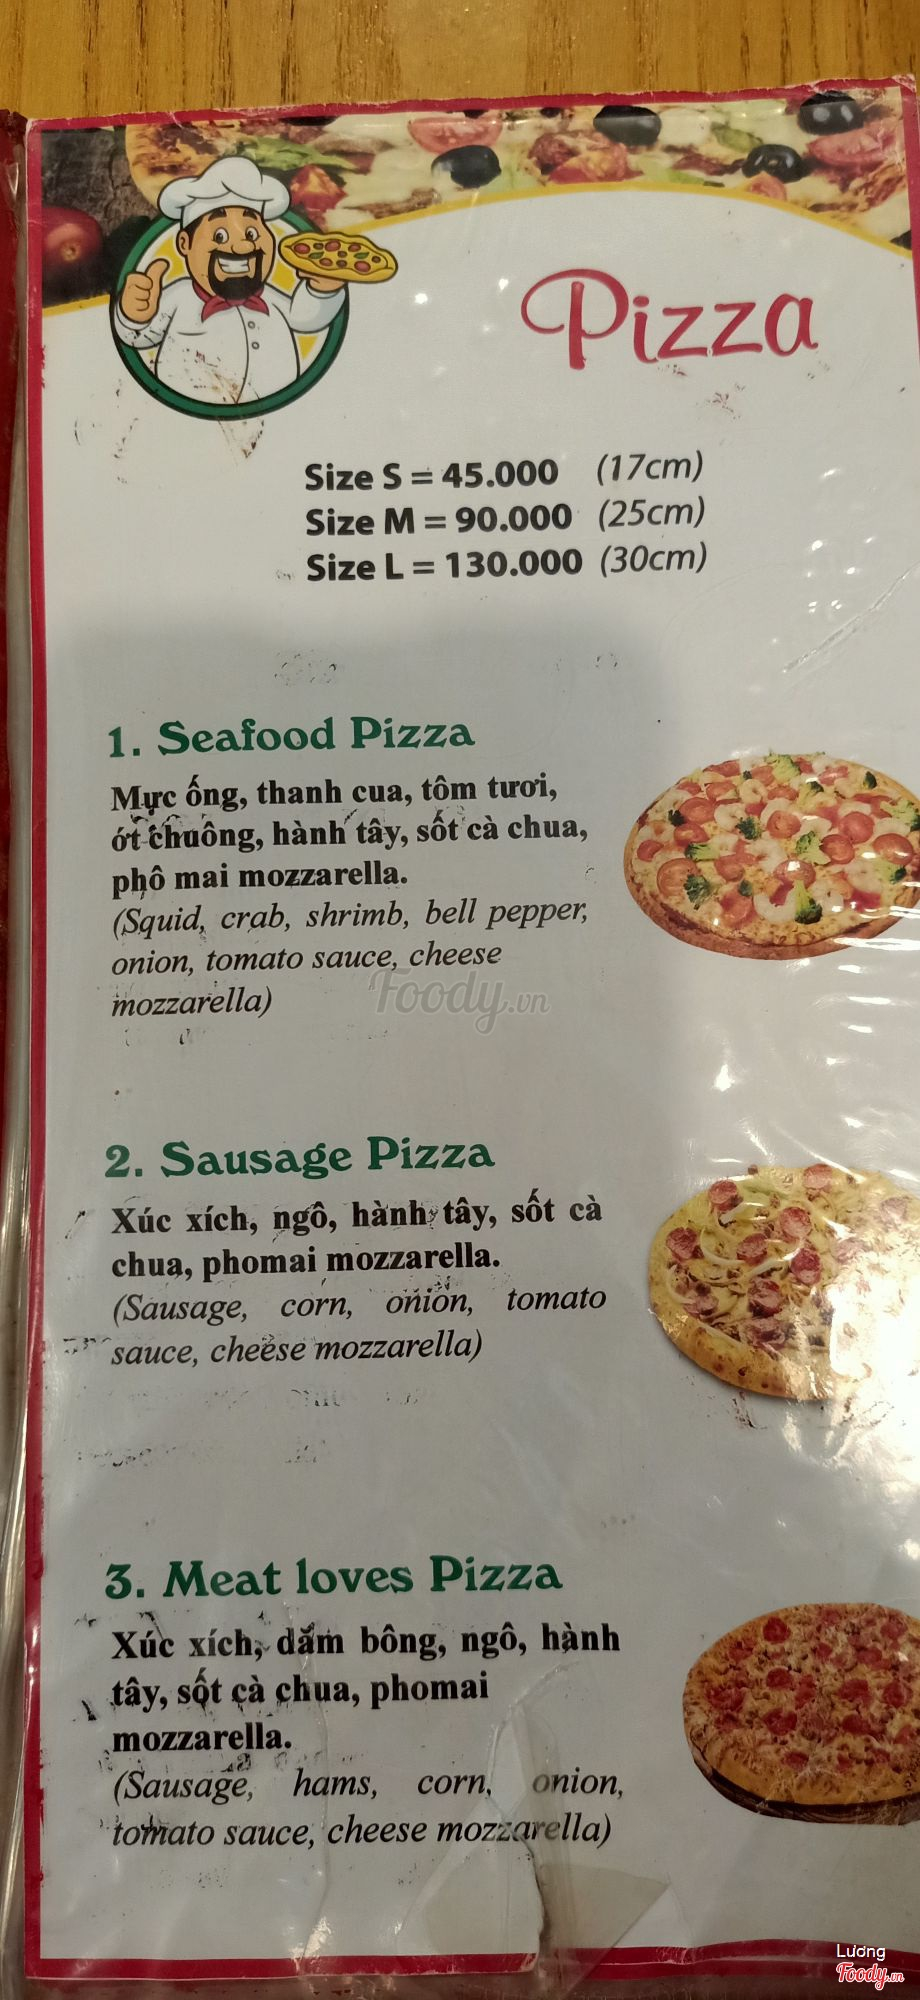 Pizza
Size S = 45.000 (17cm)
Size M = 90.000 (25cm)
Size L = 130.000 (30cm)
1. Seafood Pizza
Mực ống, thanh cua, tôm tươi,
ớt chuông, hành tây, sốt cà chua,
phô mai mozzarella.
(Squid, crab, shrimb, bell pepper,
onion, tomato sauce, cheese
mozzarella)
Foody.vn
2. Sausage Pizza
Xúc xích, ngô, hành tây, sốt cà
chua, phomai mozzarella.
(Sausage, corn, onion, tomato
sauce, cheese mozzarella)
3. Meat loves Pizza
Xúc xích, dăm bông, ngô, hành
tây, sốt cà chua, phomai
mozzarella.
(Sausage, hams, corn, onion,
tomato sauce, cheese mozzarella)
Lương
Foody.vn